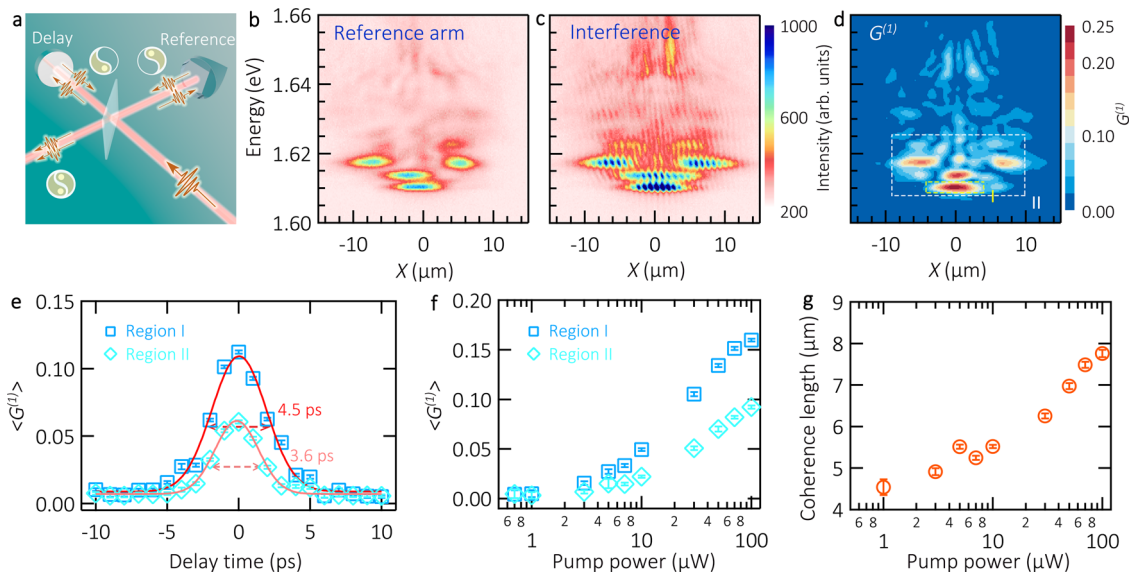 a
Delay
Reference
b
Reference arm
Energy (eV)
1.66
1.64
1.62
1.60
-10
0
10
X (µm)
c
Interference
-10
0
10
X (µm)
1000
600
200
Intensity (arb. units)
d
G(1)
I
II
-10
0
10
X (µm)
0.25
0.20
0.10
0.00
G(1)
e
<G(1)>
0.15
0.10
0.05
0.00
Region I
Region II
4.5 ps
3.6 ps
-10
-5
0
5
10
Delay time (ps)
f
<G(1)>
0.20
0.15
0.10
0.05
0.00
Region I
Region II
6 8 2 4 6 8 2 4 6 8
1 10 100
Pump power (µW)
g
Coherence length (µm)
9
8
7
6
5
4
6 8 2 4 6 8 2 4 6 8
1 10 100
Pump power (µW)